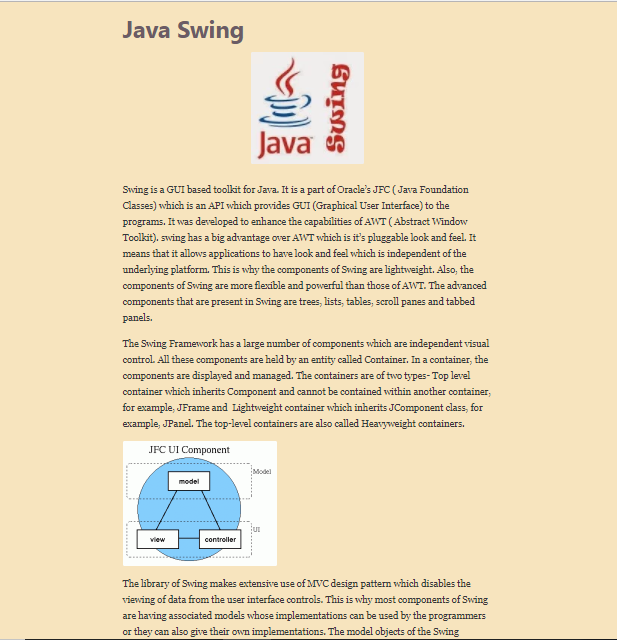 Java Swing
Java
Swing
Swing is a GUI based toolkit for Java. It is a part of Oracle's JFC ( Java Foundation
Classes) which is an API which provides GUI (Graphical User Interface) to the
programs. It was developed to enhance the capabilities of AWT ( Abstract Window
Toolkit). swing has a big advantage over AWT which is it's pluggable look and feel. It
means that it allows applications to have look and feel which is independent of the
underlying platform. This is why the components of Swing are lightweight. Also, the
components of Swing are more flexible and powerful than those of AWT. The advanced
components that are present in Swing are trees, lists, tables, scroll panes and tabbed
panels.
The Swing Framework has a large number of components which are independent visual
control. All these components are held by an entity called Container. In a container, the
components are displayed and managed. The containers are of two types- Top level
container which inherits Component and cannot be contained within another container,
for example, JFrame and  Lightweight container which inherits JComponent class, for
example, JPanel. The top-level containers are also called Heavyweight containers.
JFC UI Component
Model
model
UI
view
controller
The library of Swing makes extensive use of MVC design pattern which disables the
viewing of data from the user interface controls. This is why most components of Swing
are having associated models whose implementations can be used by the programmers
or they can also give their own implementations. The model objects of the Swing